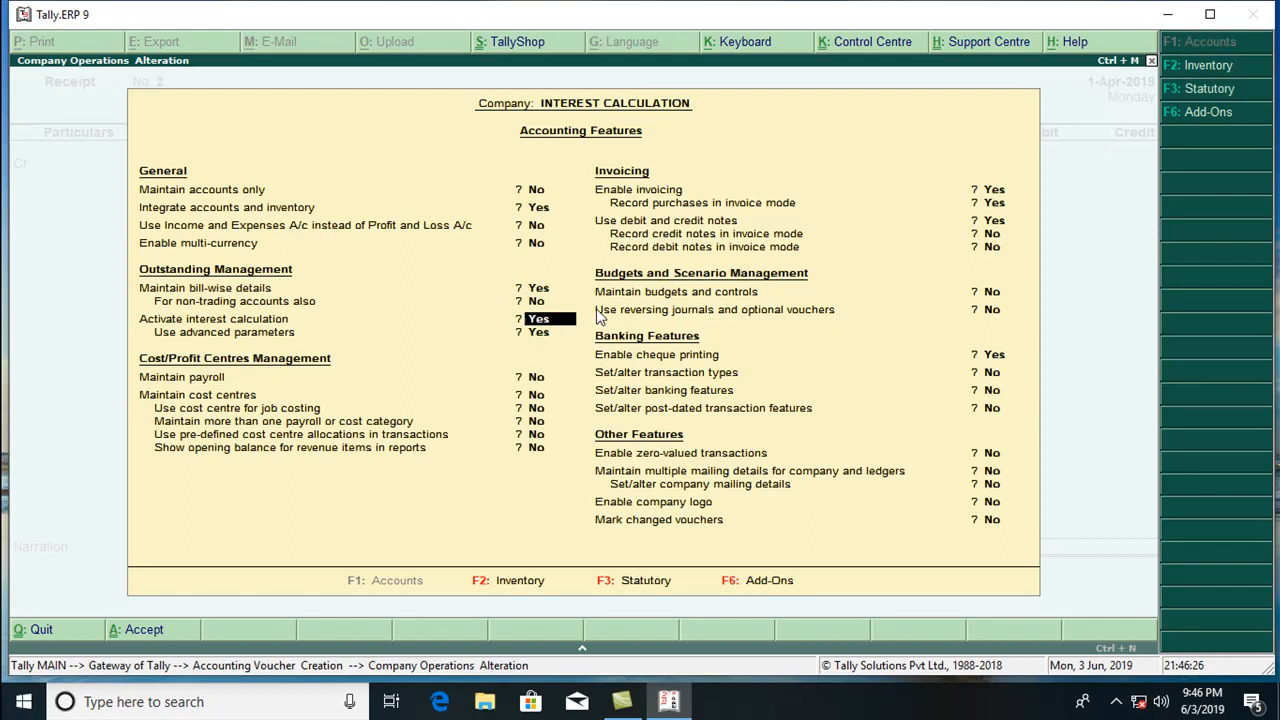 Tally.ERP 9
P: Print E: Export M: E-Mail O: Upload S: TallyShop G: Language K: Keyboard K: Control Centre H: Support Centre H: Help
F1: Accounts
F2: Inventory
F3: Statutory
F6: Add-Ons
Company Operations Alteration Ctrl + M
Receipt No. 2 1-Apr-2019
Monday
Particulars bit Credit
Cr
Company: INTEREST CALCULATION
Accounting Features
General
Maintain accounts only ? No
Integrate accounts and inventory ? Yes
Use Income and Expenses A/c instead of Profit and Loss A/c ? No
Enable multi-currency ? No
Outstanding Management
Maintain bill-wise details ? Yes
For non-trading accounts also ? No
Activate interest calculation ? Yes
Use advanced parameters ? Yes
Cost/Profit Centres Management
Maintain payroll ? No
Maintain cost centres ? No
Use cost centre for job costing ? No
Maintain more than one payroll or cost category ? No
Use pre-defined cost centre allocations in transactions ? No
Show opening balance for revenue items in reports ? No
Invoicing
Enable invoicing ? Yes
Record purchases in invoice mode ? Yes
Use debit and credit notes ? Yes
Record credit notes in invoice mode ? No
Record debit notes in invoice mode ? No
Budgets and Scenario Management
Maintain budgets and controls ? No
Use reversing journals and optional vouchers ? No
Banking Features
Enable cheque printing ? Yes
Set/alter transaction types ? No
Set/alter banking features ? No
Set/alter post-dated transaction features ? No
Other Features
Enable zero-valued transactions ? No
Maintain multiple mailing details for company and ledgers ? No
Set/alter company mailing details ? No
Enable company logo ? No
Mark changed vouchers ? No
Narration
F1: Accounts F2: Inventory F3: Statutory F6: Add-Ons
Q: Quit A: Accept
Ctrl + N
Tally MAIN --> Gateway of Tally --> Accounting Voucher Creation --> Company Operations Alteration © Tally Solutions Pvt Ltd., 1988-2018 Mon, 3 Jun, 2019 21:46:26
Type here to search
9:46 PM
6/3/2019
5